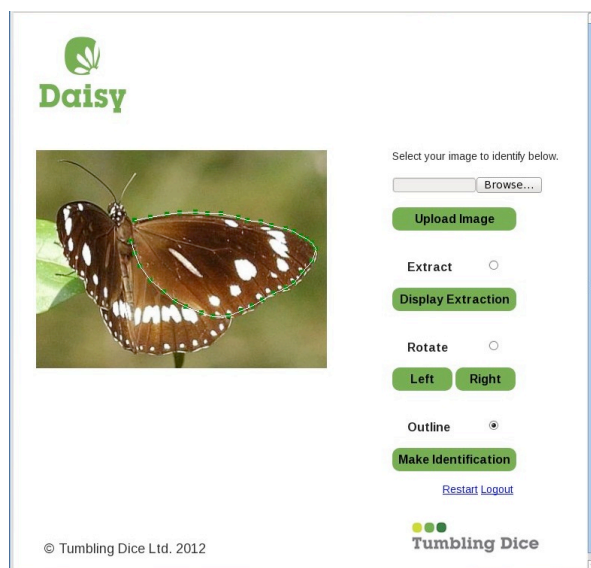 Daisy
Select your image to identify below.
Browse...
Upload Image
Extract
Display Extraction
Rotate
Left Right
Outline
Make Identification
Restart Logout
© Tumbling Dice Ltd. 2012
Tumbling Dice